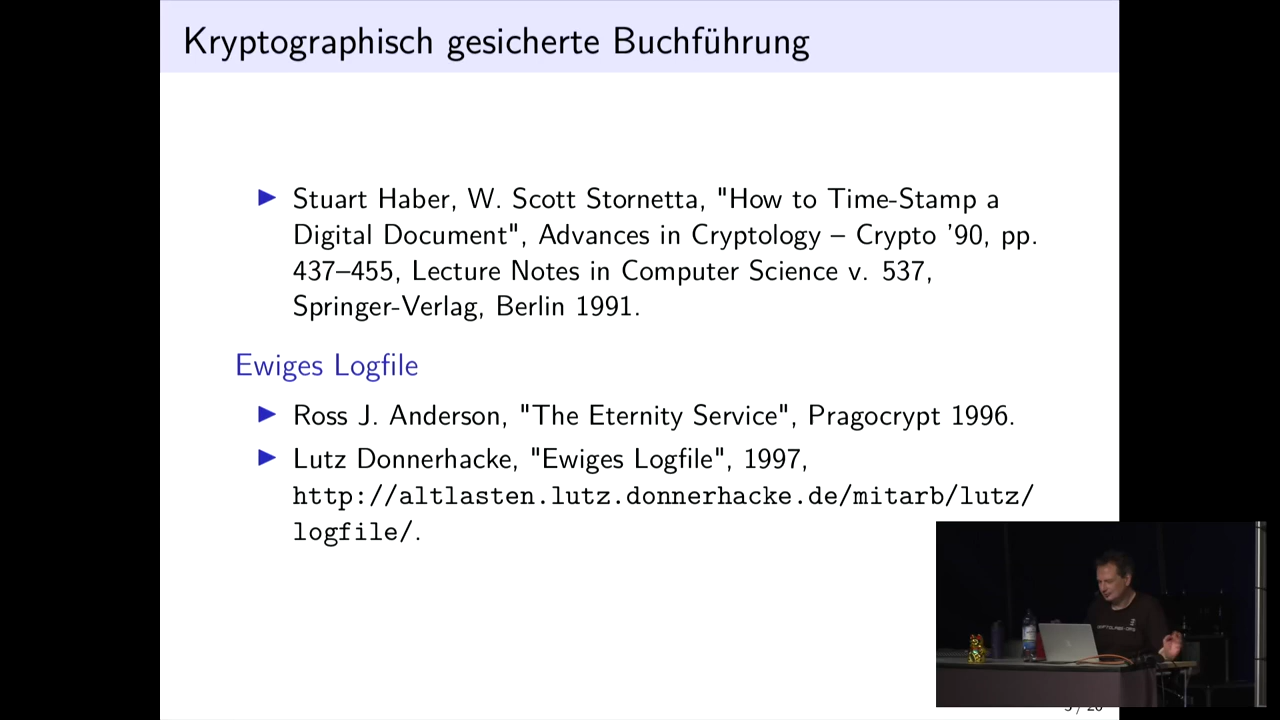 Kryptographisch gesicherte Buchführung
Stuart Haber, W. Scott Stornetta, "How to Time-Stamp a
Digital Document", Advances in Cryptology – Crypto '90, pp.
437–455, Lecture Notes in Computer Science v. 537,
Springer-Verlag, Berlin 1991.
Ewiges Logfile
Ross J. Anderson, "The Eternity Service", Pragocrypt 1996.
Lutz Donnerhacke, "Ewiges Logfile", 1997,
http://altlasten.lutz.donnerhacke.de/mitarb/lutz/
logfile/.